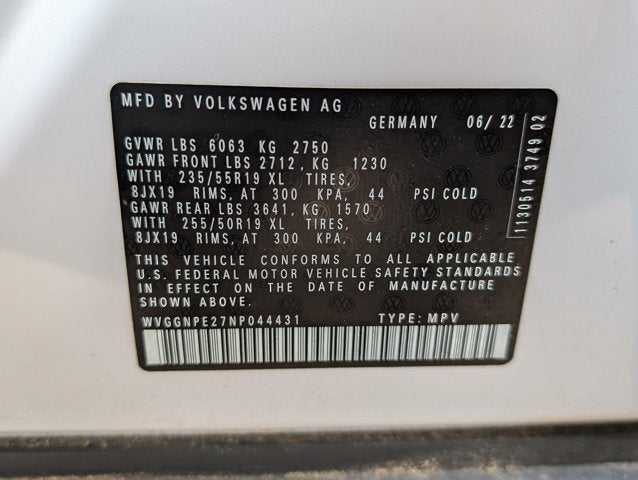 MFD BY VOLKSWAGEN AG
GERMANY 06/ 22
GVWR LBS 6063 KG 2750
GAWR FRONT LBS 2712, KG 1230
WITH 235/55R19 XL TIRES,
8JX19 RIMS, AT 300 KPA, 44 PSI COLD
GAWR REAR LBS 3641, KG 1570
WITH 255/50R19 XL TIRES,
8JX19 RIMS, AT 300 KPA, 44 PSI COLD
THIS VEHICLE CONFORMS TO ALL APPLICABLE
U.S. FEDERAL MOTOR VEHICLE SAFETY STANDARDS
IN EFFECT ON THE DATE OF MANUFACTURE
SHOWN ABOVE.
WVGGNPE27NP044431 TYPE: MPV
1130514 3749 02